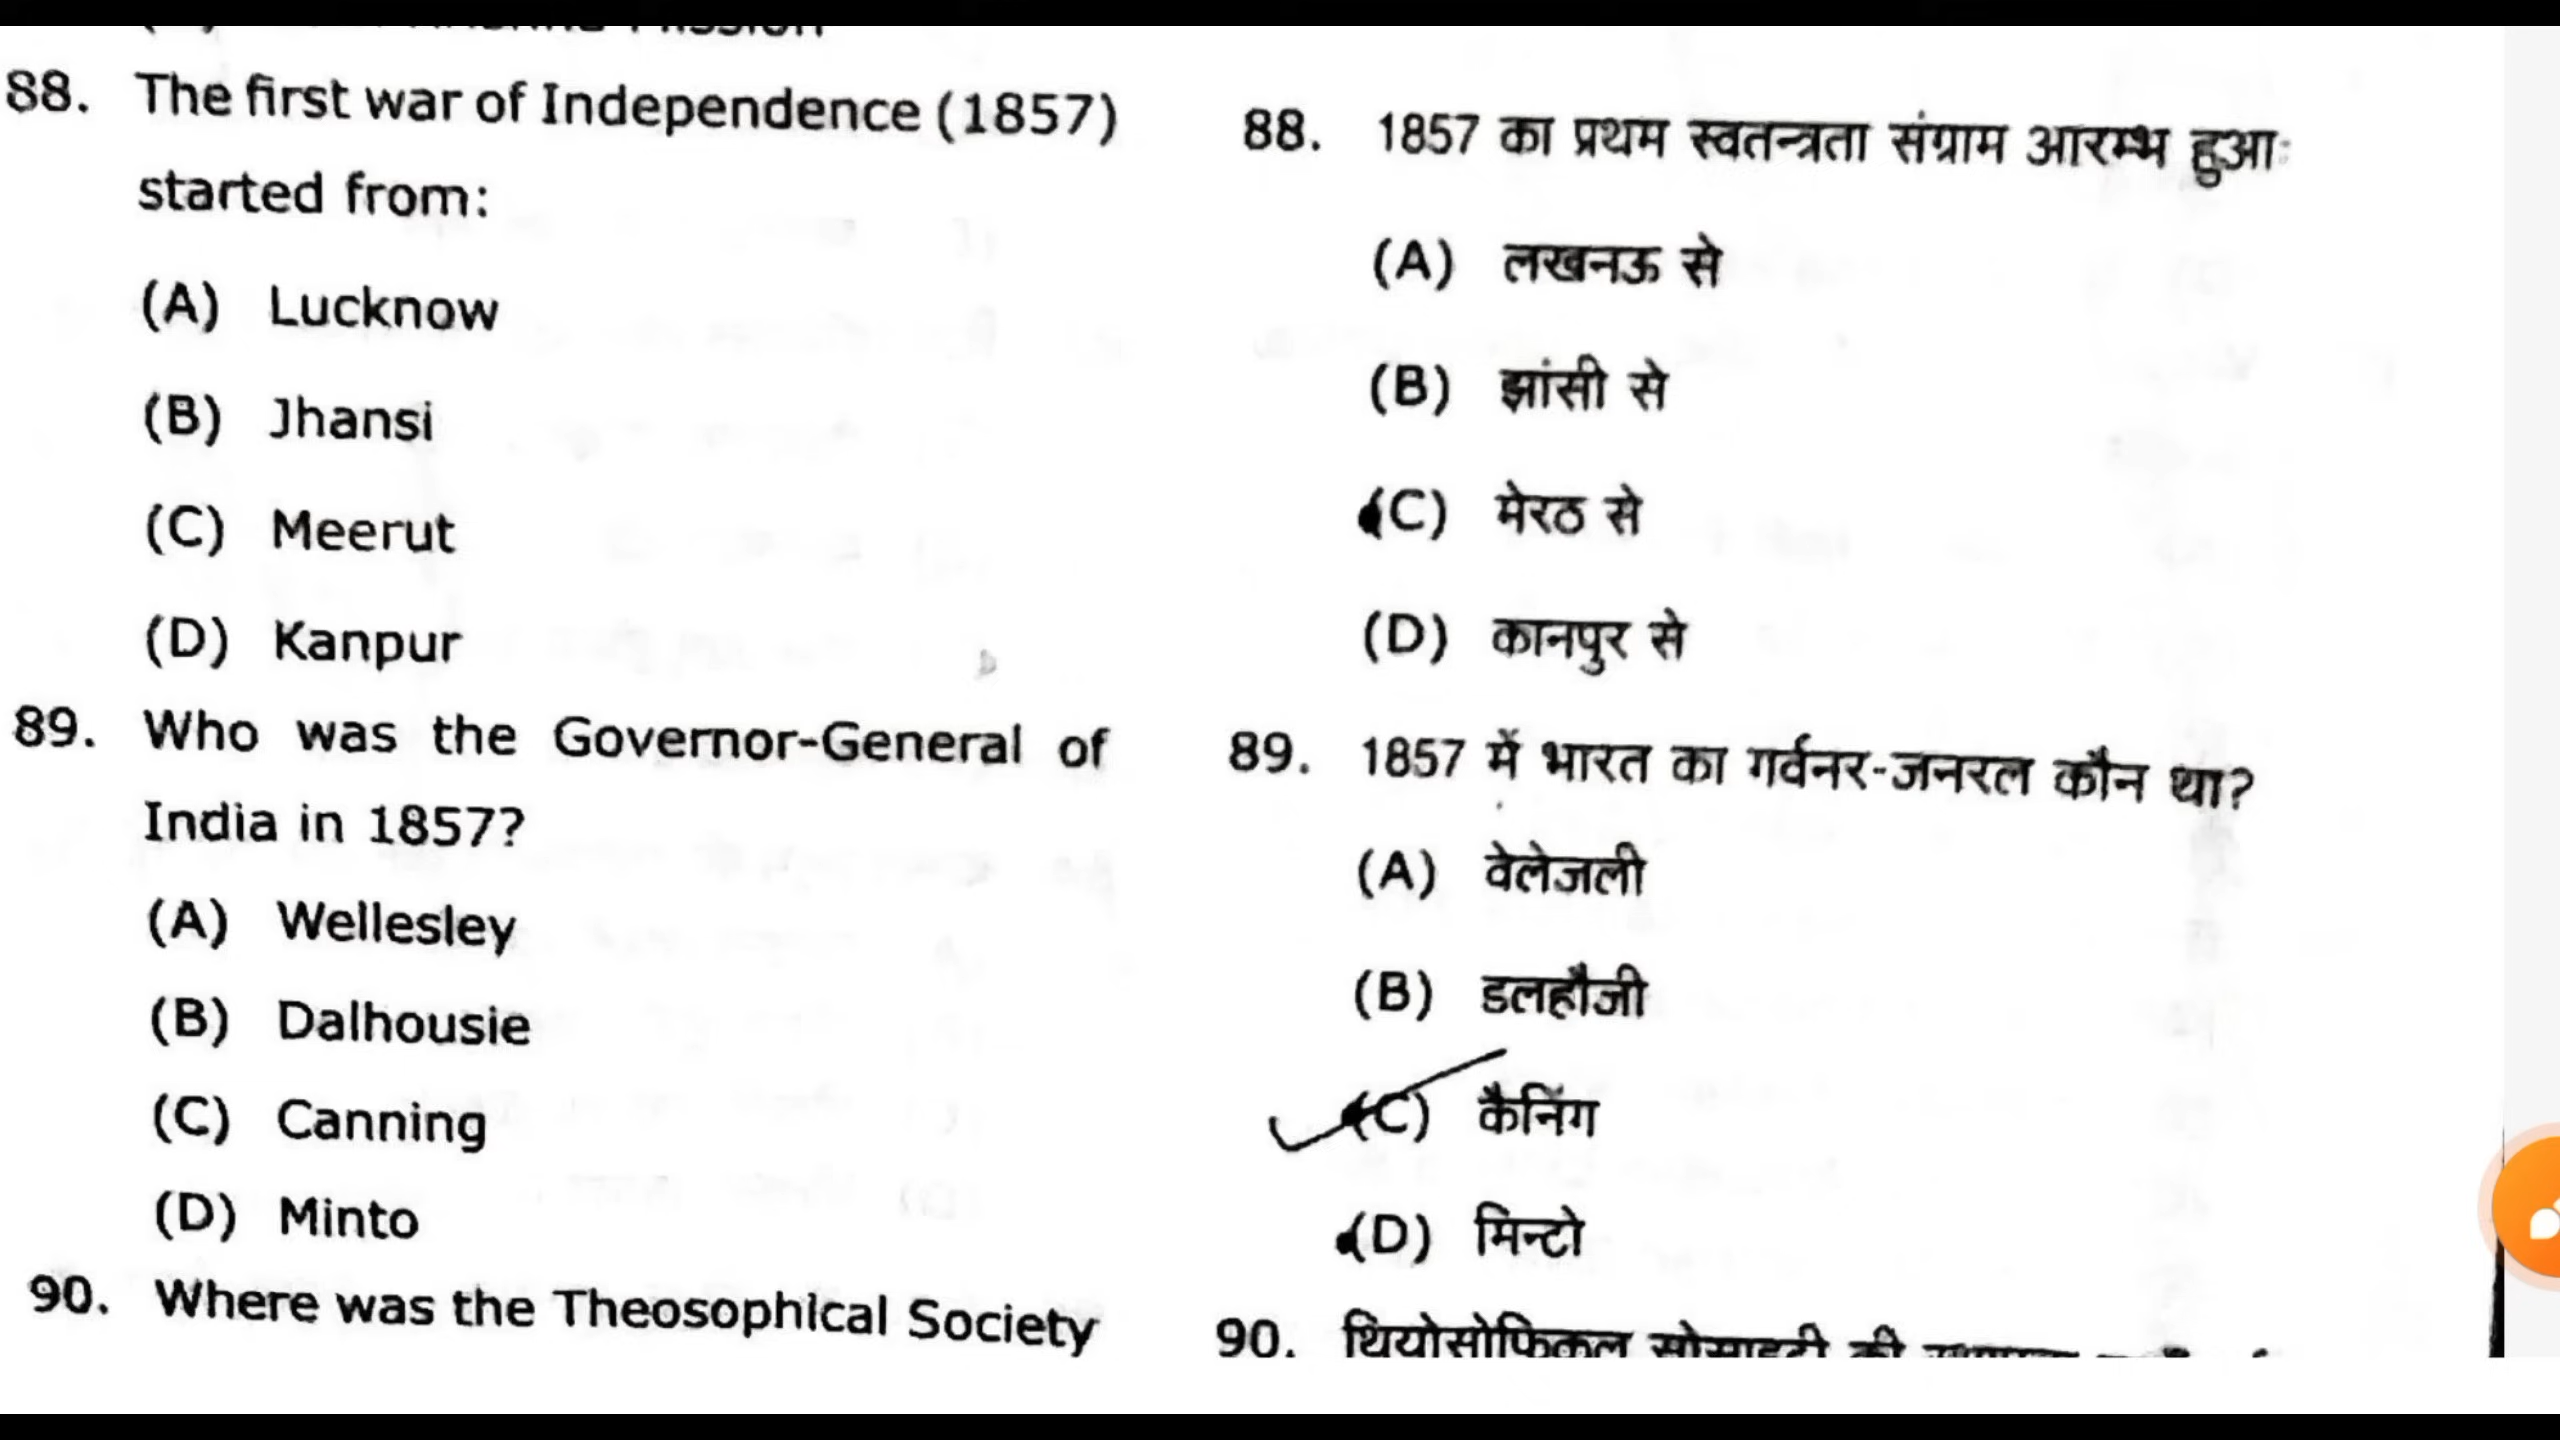 88. The first war of Independence (1857)
started from:
(A) Lucknow
(B) Jhansi
(C) Meerut
(D) Kanpur
89. Who was the Governor-General of
India in 1857?
(A) Wellesley
(B) Dalhousie
(C) Canning
(D) Minto
90. Where was the Theosophical Society
88. 1857 का प्रथम स्वतन्त्रता संग्राम आरम्भ हुआः
(A) लखनऊ से
(B) झांसी से
(C) मेरठ से
(D) कानपुर से
89. 1857 में भारत का गर्वनर-जनरल कौन था?
(A) वेलेजली
(B) डलहौजी
(C) कैनिंग
(D) मिन्टो
90. थियोसोफिकल सोसाइटी की